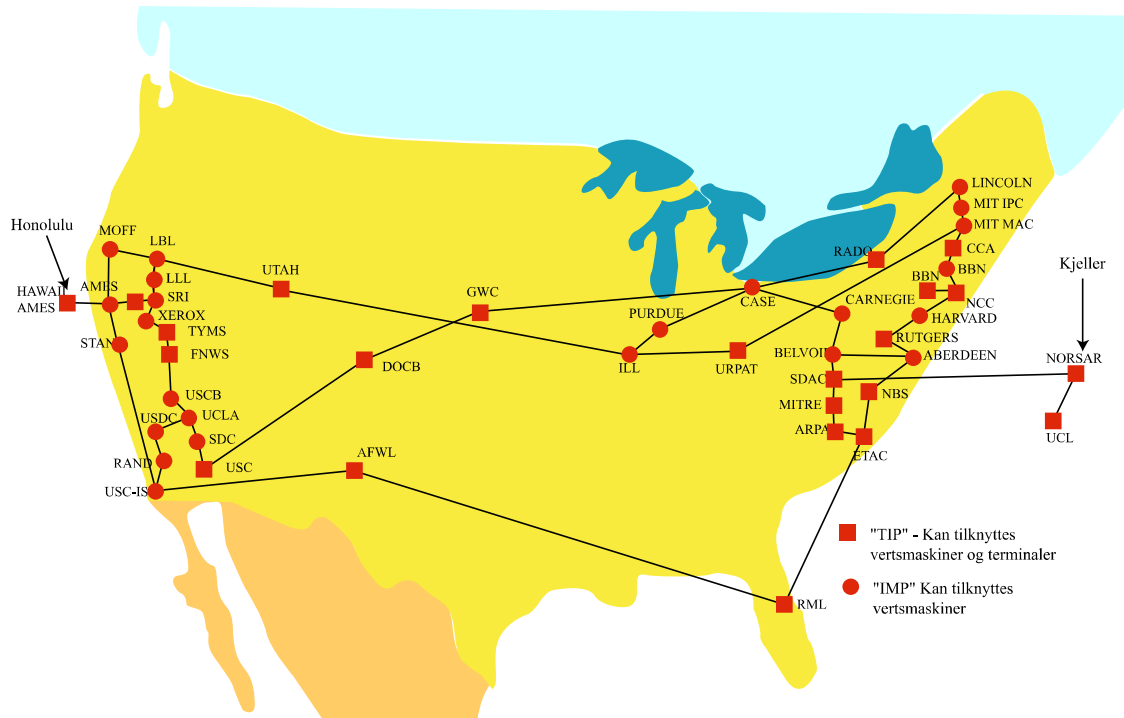 LINCOLN
MIT IPC
MIT MAC
Honolulu
MOFF
LBL
CCA
RADO
Kjeller
UTAH
LLL
BBN
BBN
HAWAII
AMES
AMES
SRI
GWC
CASE
CARNEGIE
NCC
XEROX
PURDUE
HARVARD
TYMS
RUTGERS
STAN
FNWS
DOCB
ILL
URPAT
BELVOI
ABERDEEN
NORSAR
SDAC
USCB
NBS
MITRE
USDC
UCLA
ARPA
UCL
SDC
ETAC
RAND
USC
AFWL
USC-IS
"TIP" - Kan tilknyttes
vertsmaskiner og terminaler
"IMP" Kan tilknyttes
vertsmaskiner
RML